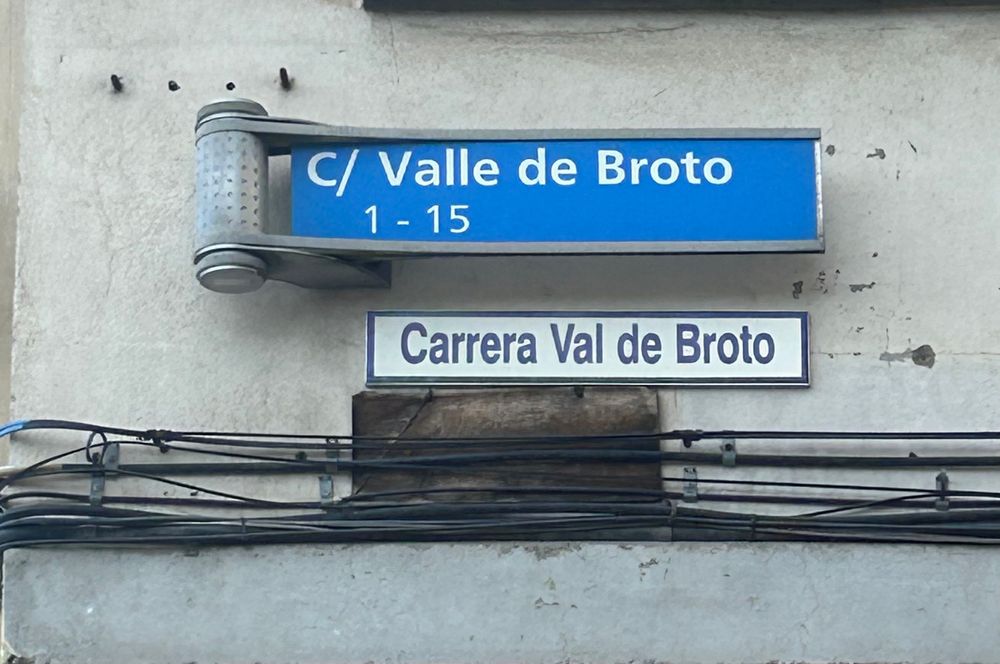 C/ Valle de Broto
1 - 15
Carrera Val de Broto